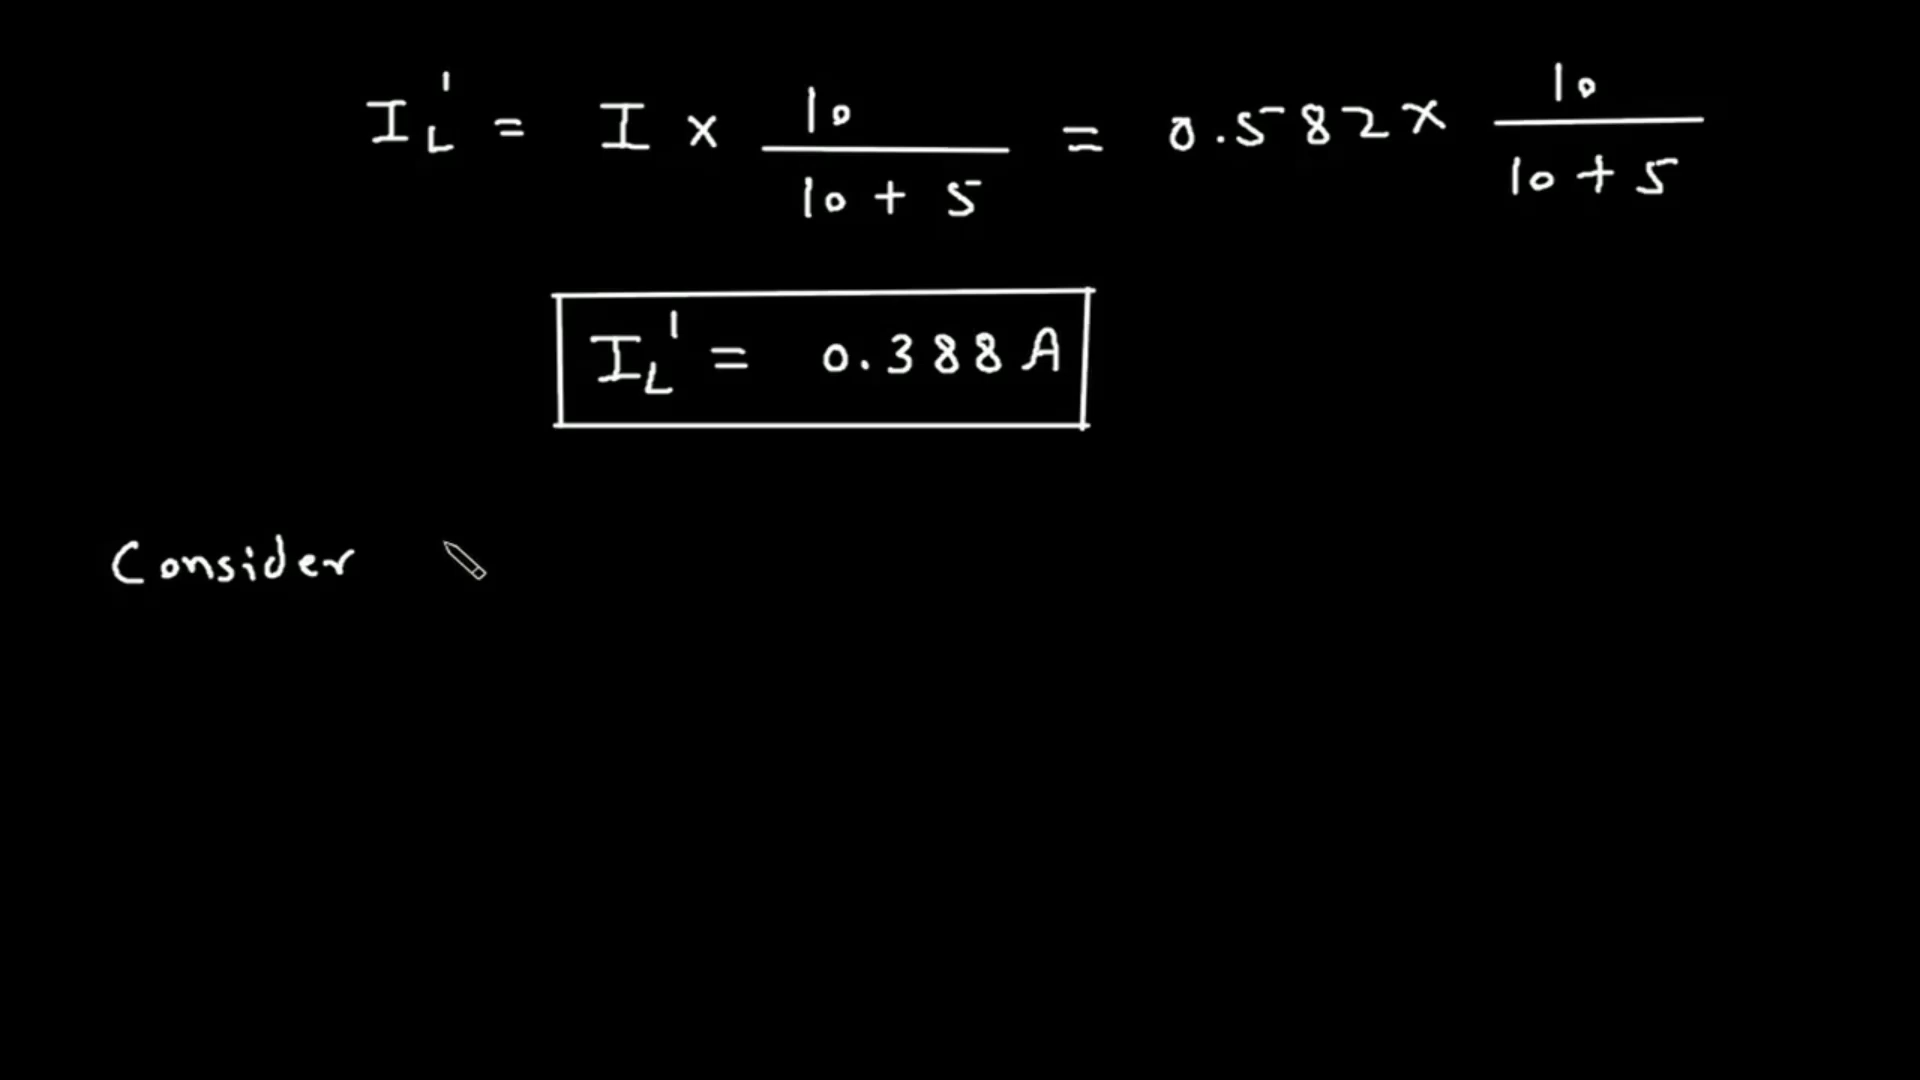 I_L' = I × 10/(10 + 5) = 0.582 × 10/(10 + 5)
I_L' = 0.388 A
Consider